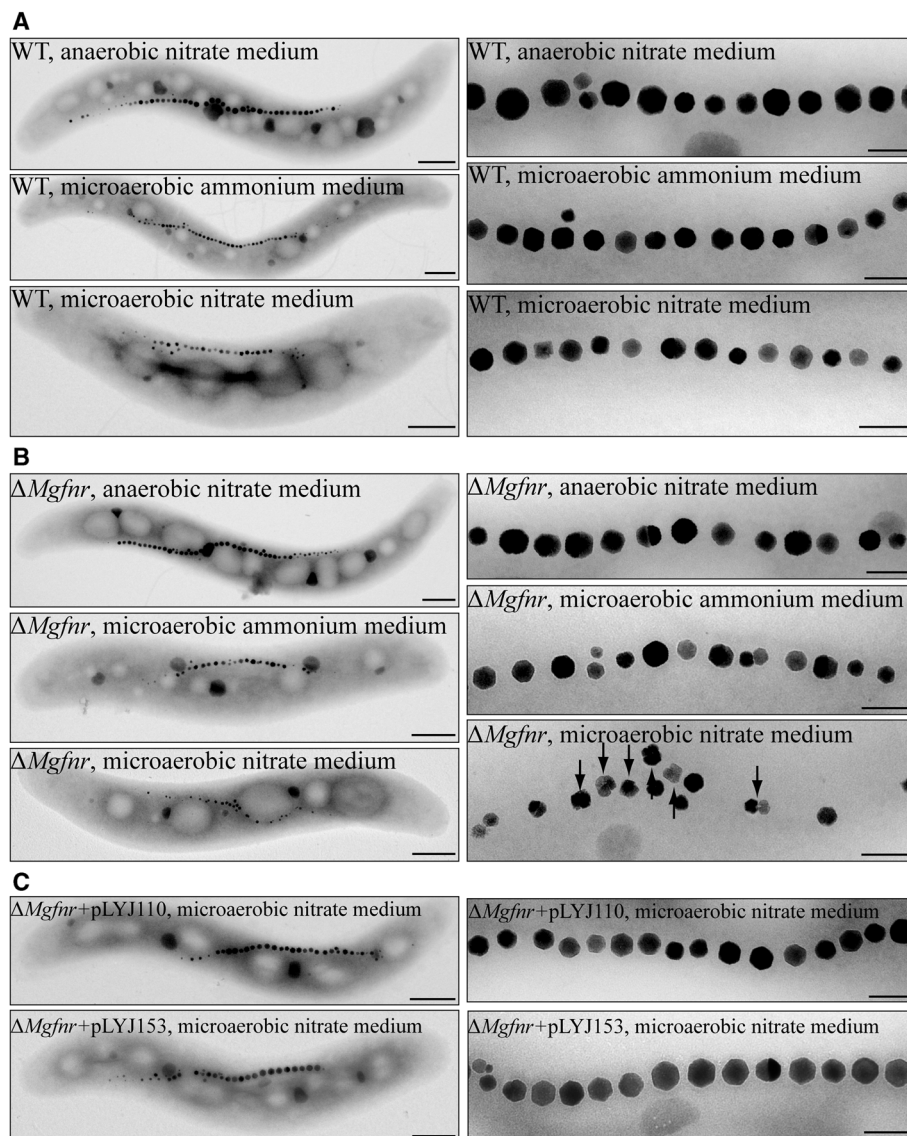 A
WT, anaerobic nitrate medium
WT, anaerobic nitrate medium
WT, microaerobic ammonium medium
WT, microaerobic ammonium medium
WT, microaerobic nitrate medium
WT, microaerobic nitrate medium
B
ΔMgfnr, anaerobic nitrate medium
ΔMgfnr, anaerobic nitrate medium
ΔMgfnr, microaerobic ammonium medium
ΔMgfnr, microaerobic ammonium medium
ΔMgfnr, microaerobic nitrate medium
ΔMgfnr, microaerobic nitrate medium
C
ΔMgfnr+pLYJ110, microaerobic nitrate medium
ΔMgfnr+pLYJ110, microaerobic nitrate medium
ΔMgfnr+pLYJ153, microaerobic nitrate medium
ΔMgfnr+pLYJ153, microaerobic nitrate medium